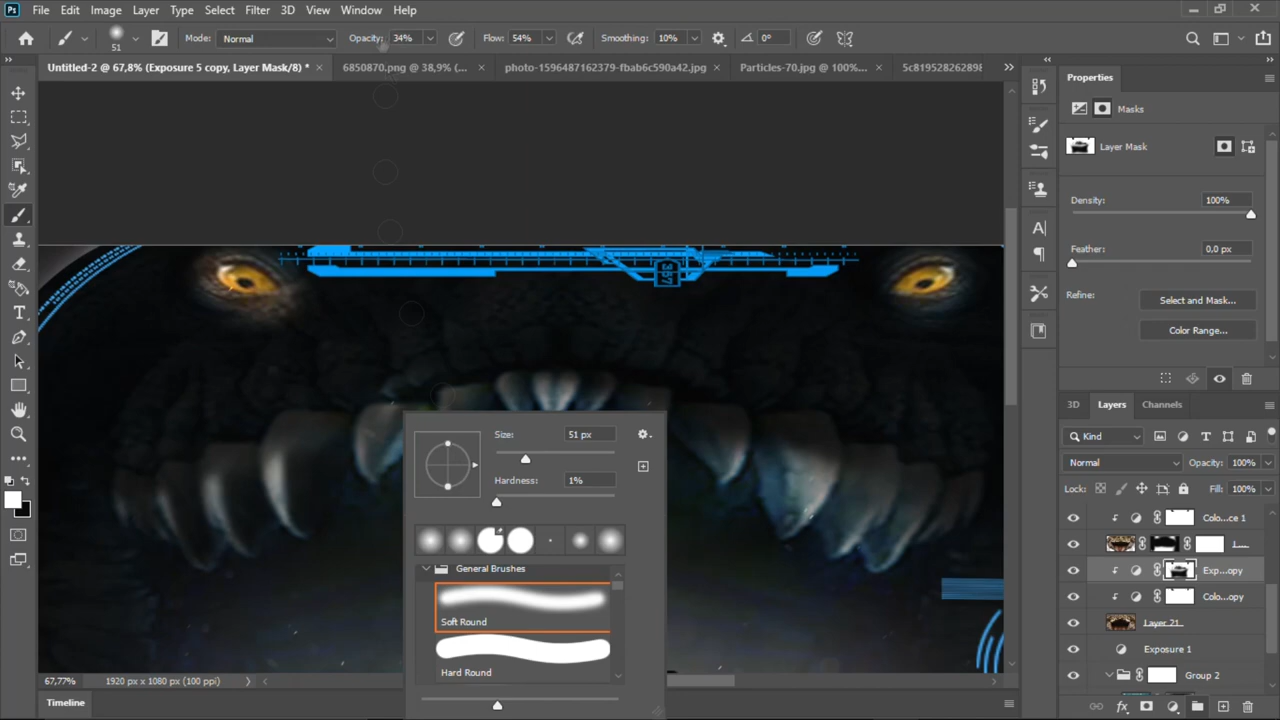 Ps File Edit Image Layer Type Select Filter 3D View Window Help
51 Mode: Normal Opacity: 34% Flow: 54% Smoothing: 10% 0°
Untitled-2 @ 67,8% (Exposure 5 copy, Layer Mask/8) * × 6850870.png @ 38,9% (... × photo-1596487162379-fbab6c590a42.jpg × Particles-70.jpg @ 100%... × 5c819528262898
Properties
Masks
Layer Mask
Density: 100%
Feather: 0,0 px
Refine: Select and Mask...
Color Range...
357
Size: 51 px
Hardness: 1%
General Brushes
Soft Round
Hard Round
3D Layers Channels
Kind
Normal Opacity: 100%
Lock: Fill: 100%
Colo...ce 1
L...
Exp...opy
Colo...opy
Layer 21
Exposure 1
Group 2
67,77% 1920 px x 1080 px (100 ppi)
Timeline